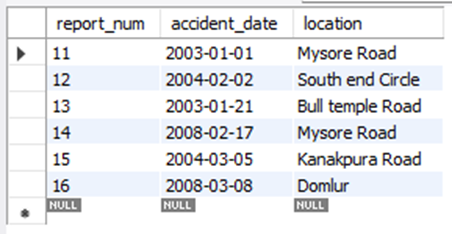 report_num accident_date location
11 2003-01-01 Mysore Road
12 2004-02-02 South end Circle
13 2003-01-21 Bull temple Road
14 2008-02-17 Mysore Road
15 2004-03-05 Kanakpura Road
16 2008-03-08 Domlur
NULL NULL NULL